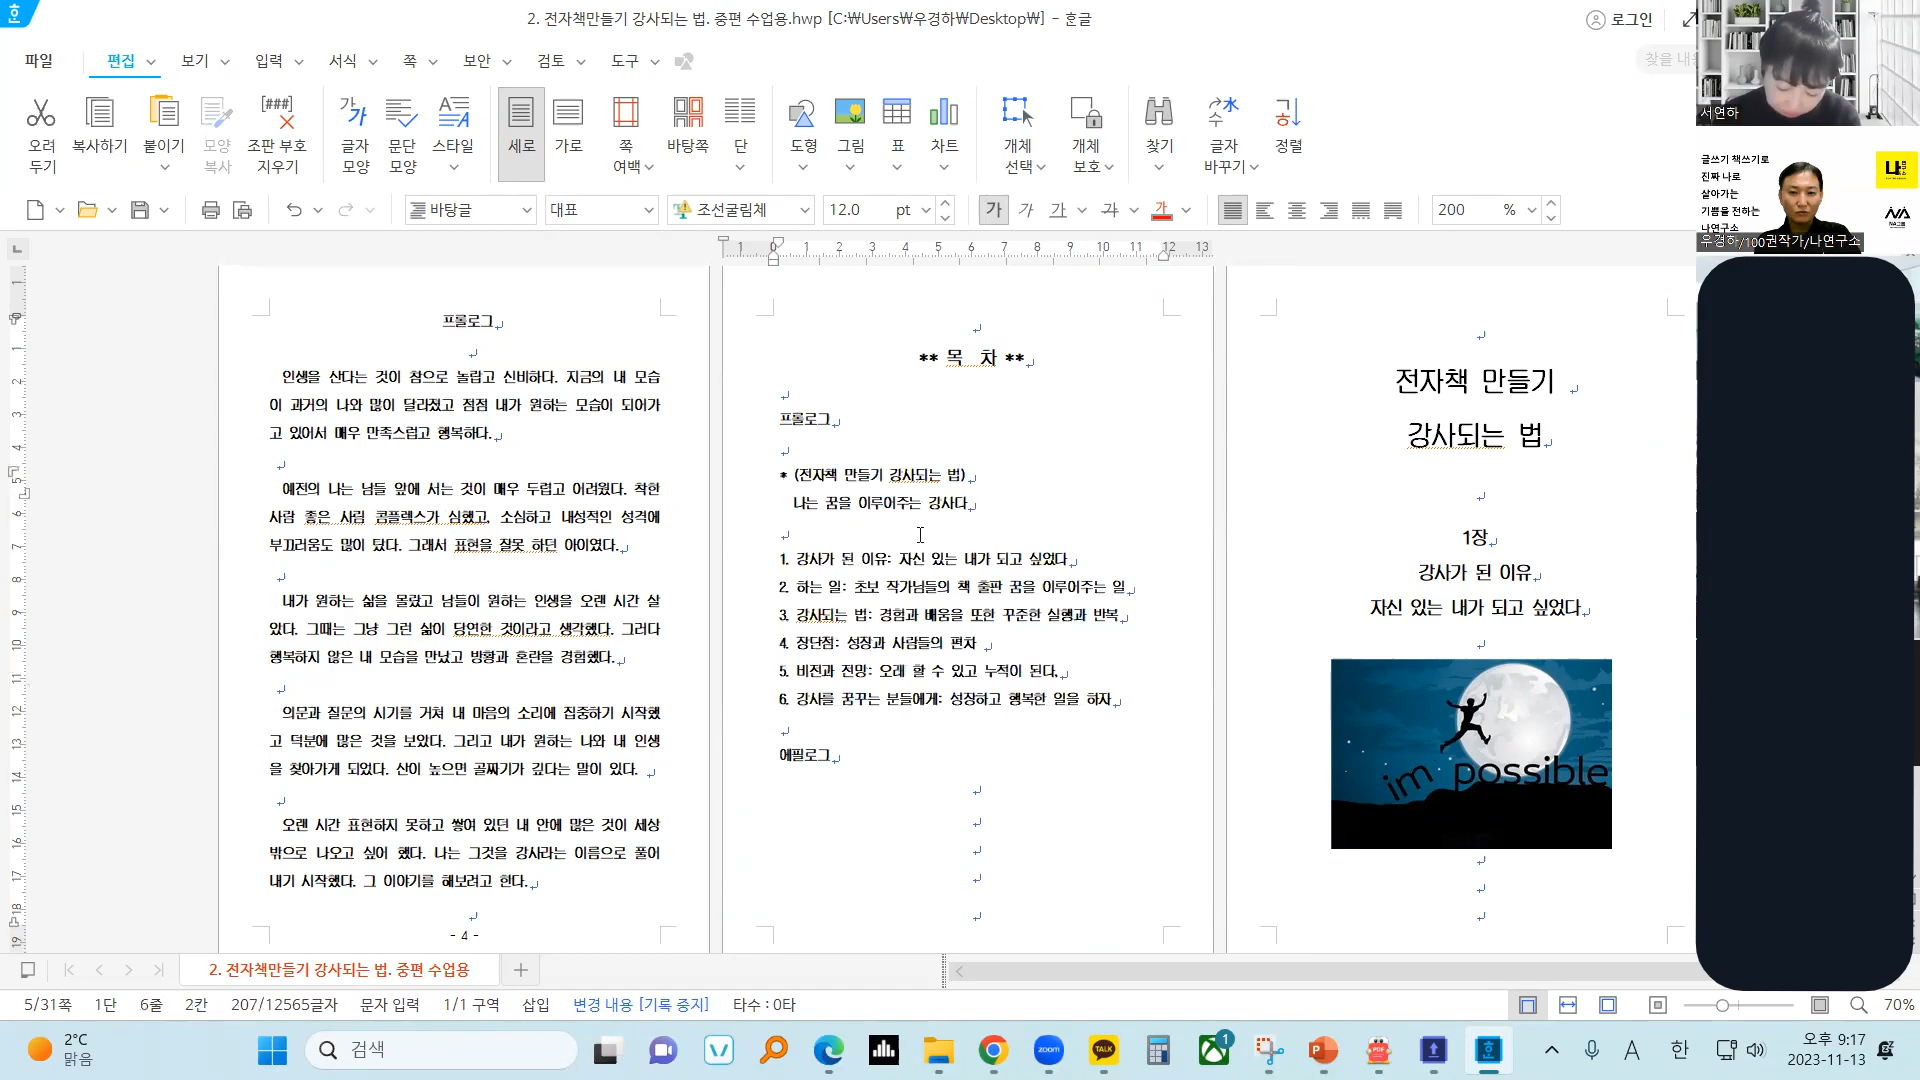 2. 전자책만들기 강사되는 법. 중편 수업용.hwp [C:₩Users₩우경하₩Desktop₩] - 훈글
로그인
파일 편집 보기 입력 서식 쪽 보안 검토 도구
오려 두기
복사하기
붙이기
모양 복사
조판 부호 지우기
글자 모양
문단 모양
스타일
세로
가로
쪽 여백
바탕쪽
단
도형
그림
표
차트
개체 선택
개체 보호
찾기
글자 바꾸기
정렬
바탕글
대표
조선굴림체
12.0 pt
200 %
프롤로그
인생을 산다는 것이 참으로 놀랍고 신비하다. 지금의 내 모습
이 과거의 나와 많이 달라졌고 점점 내가 원하는 모습이 되어가
고 있어서 매우 만족스럽고 행복하다.
예전의 나는 남들 앞에 서는 것이 매우 두렵고 어려웠다. 착한
사람 좋은 사림 콤플렉스가 심했고, 소심하고 내성적인 성격에
부끄러움도 많이 탔다. 그래서 표현을 잘못 하던 아이였다.
내가 원하는 삶을 몰랐고 남들이 원하는 인생을 오랜 시간 살
았다. 그때는 그냥 그런 삶이 당연한 것이라고 생각했다. 그러다
행복하지 않은 내 모습을 만났고 방황과 혼란을 경험했다.
의문과 질문의 시기를 거쳐 내 마음의 소리에 집중하기 시작했
고 덕분에 많은 것을 보았다. 그리고 내가 원하는 나와 내 인생
을 찾아가게 되었다. 산이 높으면 골짜기가 깊다는 말이 있다.
오랜 시간 표현하지 못하고 쌓여 있던 내 안에 많은 것이 세상
밖으로 나오고 싶어 했다. 나는 그것을 강사라는 이름으로 풀어
내기 시작했다. 그 이야기를 해보려고 한다.
- 4 -
** 목 차 **
프롤로그
* (전자책 만들기 강사되는 법)
나는 꿈을 이루어주는 강사다
1. 강사가 된 이유: 자신 있는 내가 되고 싶었다
2. 하는 일: 초보 작가님들의 책 출판 꿈을 이루어주는 일
3. 강사되는 법: 경험과 배움을 또한 꾸준한 실행과 반복
4. 장단점: 성장과 사람들의 편차
5. 비전과 전망: 오래 할 수 있고 누적이 된다.
6. 강사를 꿈꾸는 분들에게: 성장하고 행복한 일을 하자
에필로그
전자책 만들기
강사되는 법
1장
강사가 된 이유
자신 있는 내가 되고 싶었다
im possible
서연하
글쓰기 책쓰기로
진짜 나로
살아가는
기쁨을 전하는
나연구소
우경하/100권작가/나연구소
2. 전자책만들기 강사되는 법. 중편 수업용
5/31쪽 1단 6줄 2칸 207/12565글자 문자 입력 1/1 구역 삽입 변경 내용 [기록 중지] 타수 : 0타
70%
2°C
맑음
검색
zoom
TALK
1
A 한
오후 9:17
2023-11-13